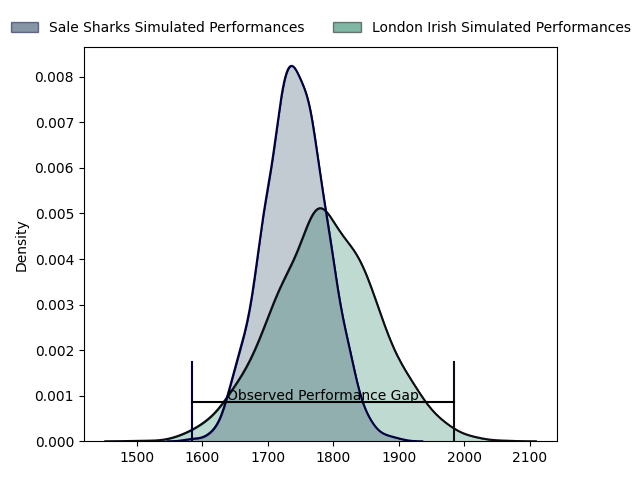 Sale Sharks Simulated Performances
London Irish Simulated Performances
0.008
0.007
0.006
0.005
0.004
0.003
0.002
0.001
0.000
Density
Observed Performance Gap
1500 1600 1700 1800 1900 2000 2100